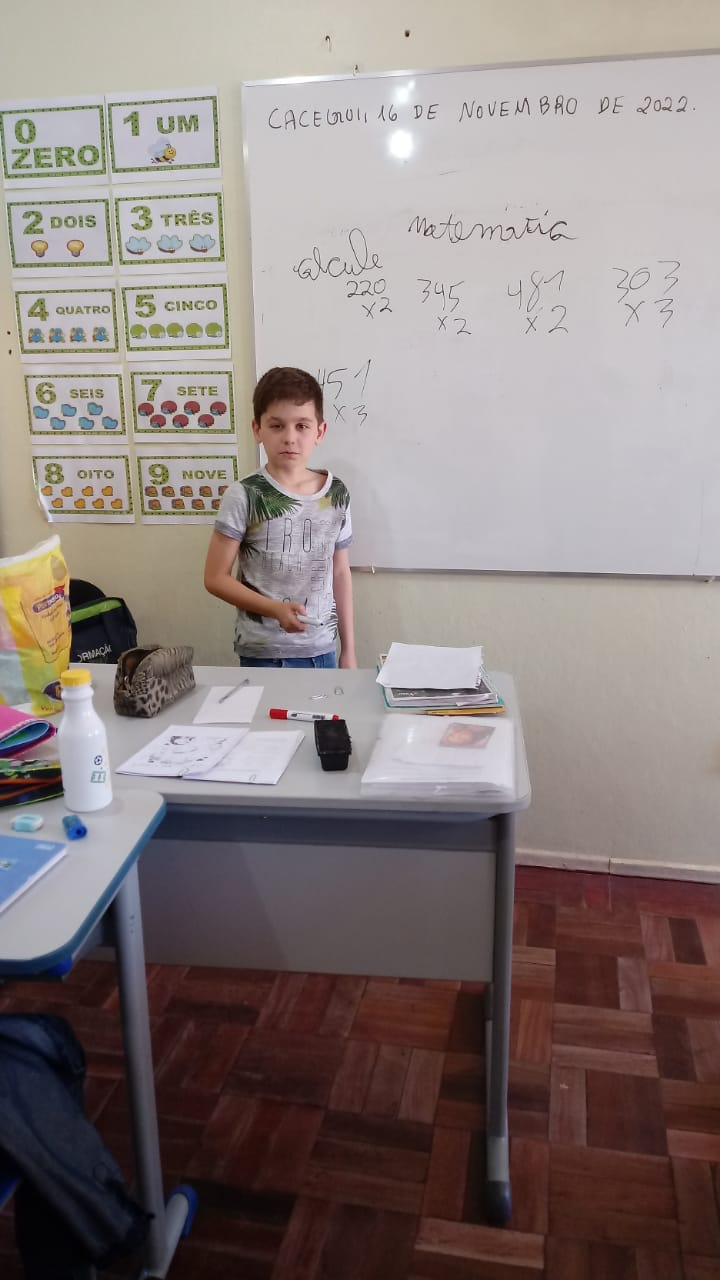 CACEQUI, 16 DE NOVEMBRO DE 2022.
Matemátia
Calcule
220 345 481 303
x2 x2 x2 x3
451
x3
0 ZERO
1 UM
2 DOIS
3 TRÊS
4 QUATRO
5 CINCO
6 SEIS
7 SETE
8 OITO
9 NOVE